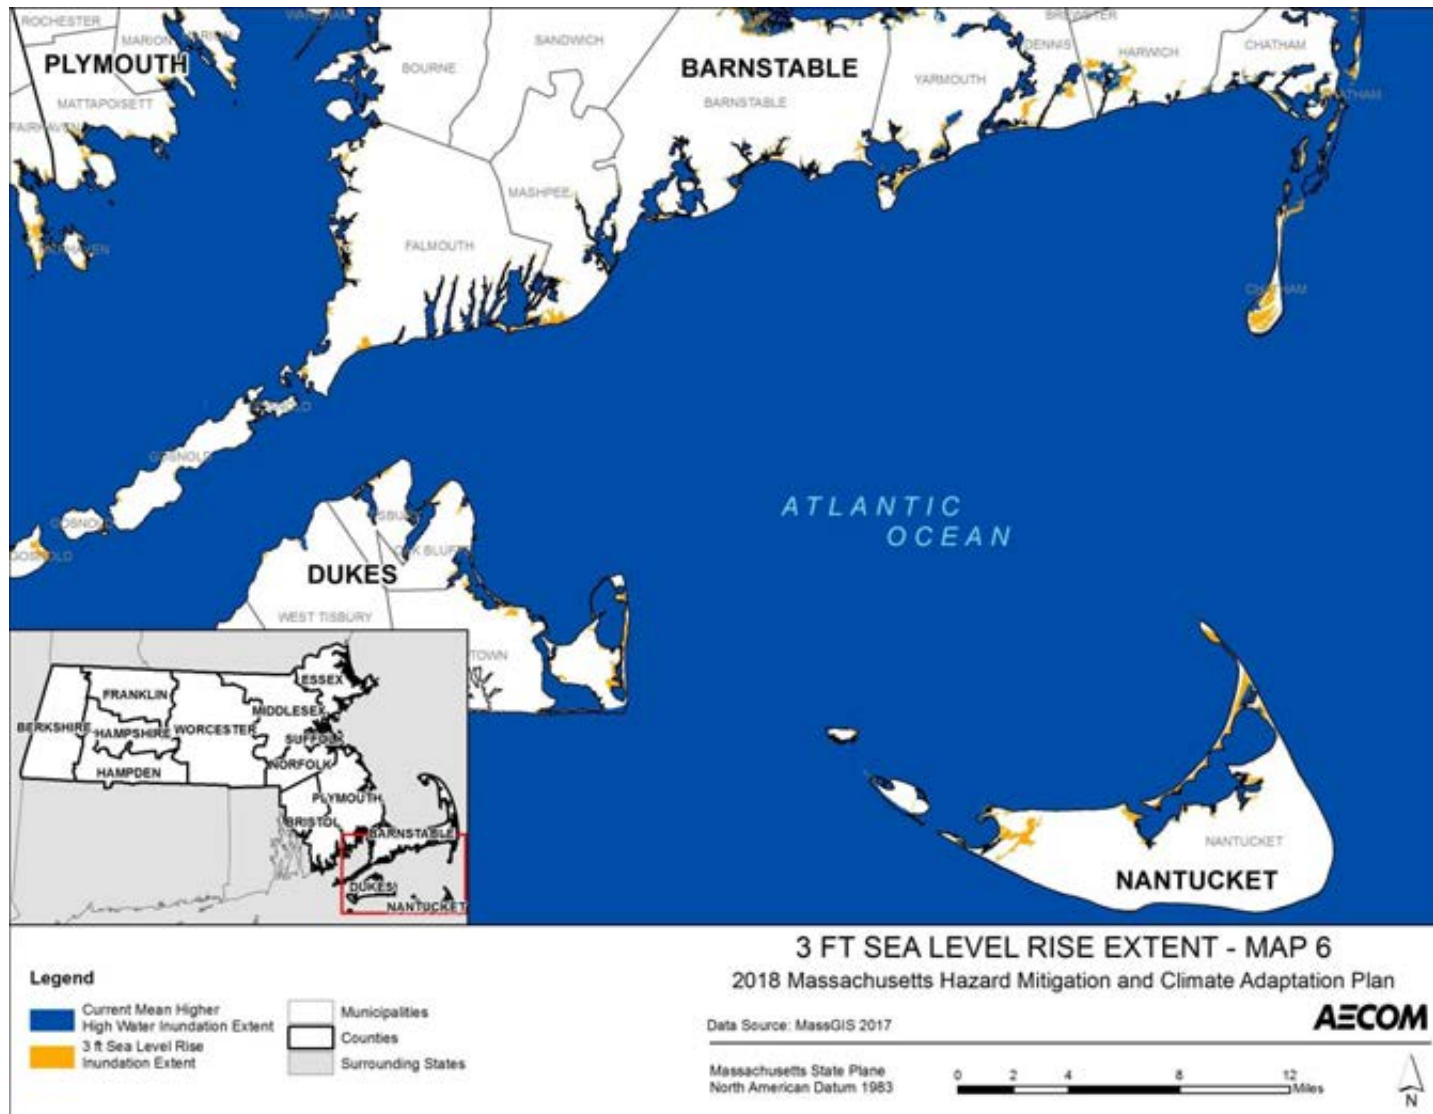 ROCHESTER
MARION
PLYMOUTH
MATTAPOISETT
FAIRHAVEN
WAREHAM
BOURNE
SANDWICH
BARNSTABLE
BARNSTABLE
YARMOUTH
DENNIS
BREWSTER
HARWICH
CHATHAM
CHATHAM
MASHPEE
FALMOUTH
CHATHAM
GOSNOLD
GOSNOLD
GOSNOLD
ATLANTIC
OCEAN
OAK BLUFF
DUKES
WEST TISBURY
TOWN
NANTUCKET
NANTUCKET
ESSEX
FRANKLIN
MIDDLESEX
BERKSHIRE
HAMPSHIRE
WORCESTER
SUFFOLK
NORFOLK
HAMPDEN
PLYMOUTH
BRISTOL
BARNSTABLE
DUKES
NANTUCKET
3 FT SEA LEVEL RISE EXTENT - MAP 6
2018 Massachusetts Hazard Mitigation and Climate Adaptation Plan
AECOM
Data Source: MassGIS 2017
Massachusetts State Plane
North American Datum 1983
0 2 4 8 12
Miles
N
Legend
Current Mean Higher
High Water Inundation Extent
3 ft Sea Level Rise
Inundation Extent
Municipalities
Counties
Surrounding States